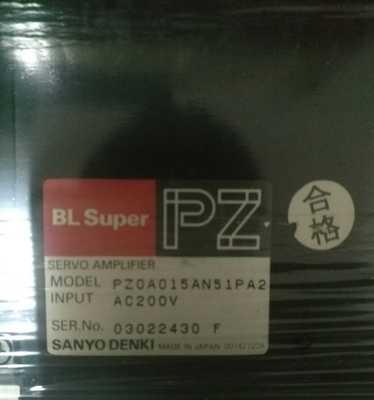 BL Super PZ
合格
SERVO AMPLIFIER
MODEL PZ0A015AN51PA2
INPUT AC200V
SER.No. 03022430 F
SANYO DENKI MADE IN JAPAN